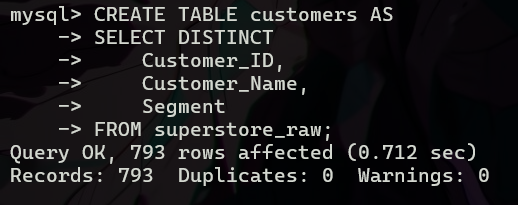 mysql> CREATE TABLE customers AS
    -> SELECT DISTINCT
    ->     Customer_ID,
    ->     Customer_Name,
    ->     Segment
    -> FROM superstore_raw;
Query OK, 793 rows affected (0.712 sec)
Records: 793  Duplicates: 0  Warnings: 0